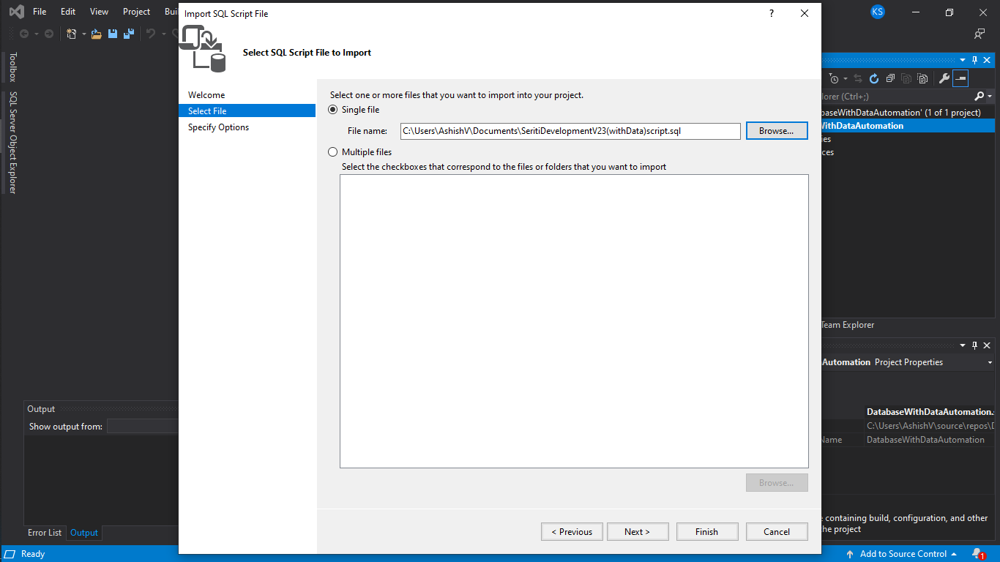 File Edit View Project Bui
Import SQL Script File
?
KS
Select SQL Script File to Import
Toolbox
SQL Server Object Explorer
Welcome
Select File
Specify Options
Select one or more files that you want to import into your project.
Single file
File name: C:\Users\AshishV\Documents\SeritiDevelopmentV23(withData)script.sql Browse...
Multiple files
Select the checkboxes that correspond to the files or folders that you want to import
Browse...
< Previous Next > Finish Cancel
lorer (Ctrl+;)
baseWithDataAutomation' (1 of 1 project)
WithDataAutomation
ies
ces
Team Explorer
Automation Project Properties
DatabaseWithDataAutomation.
C:\Users\AshishV\source\repos\D
Name DatabaseWithDataAutomation
containing build, configuration, and other
the project
Output
Show output from:
Error List Output
Ready
Add to Source Control 1